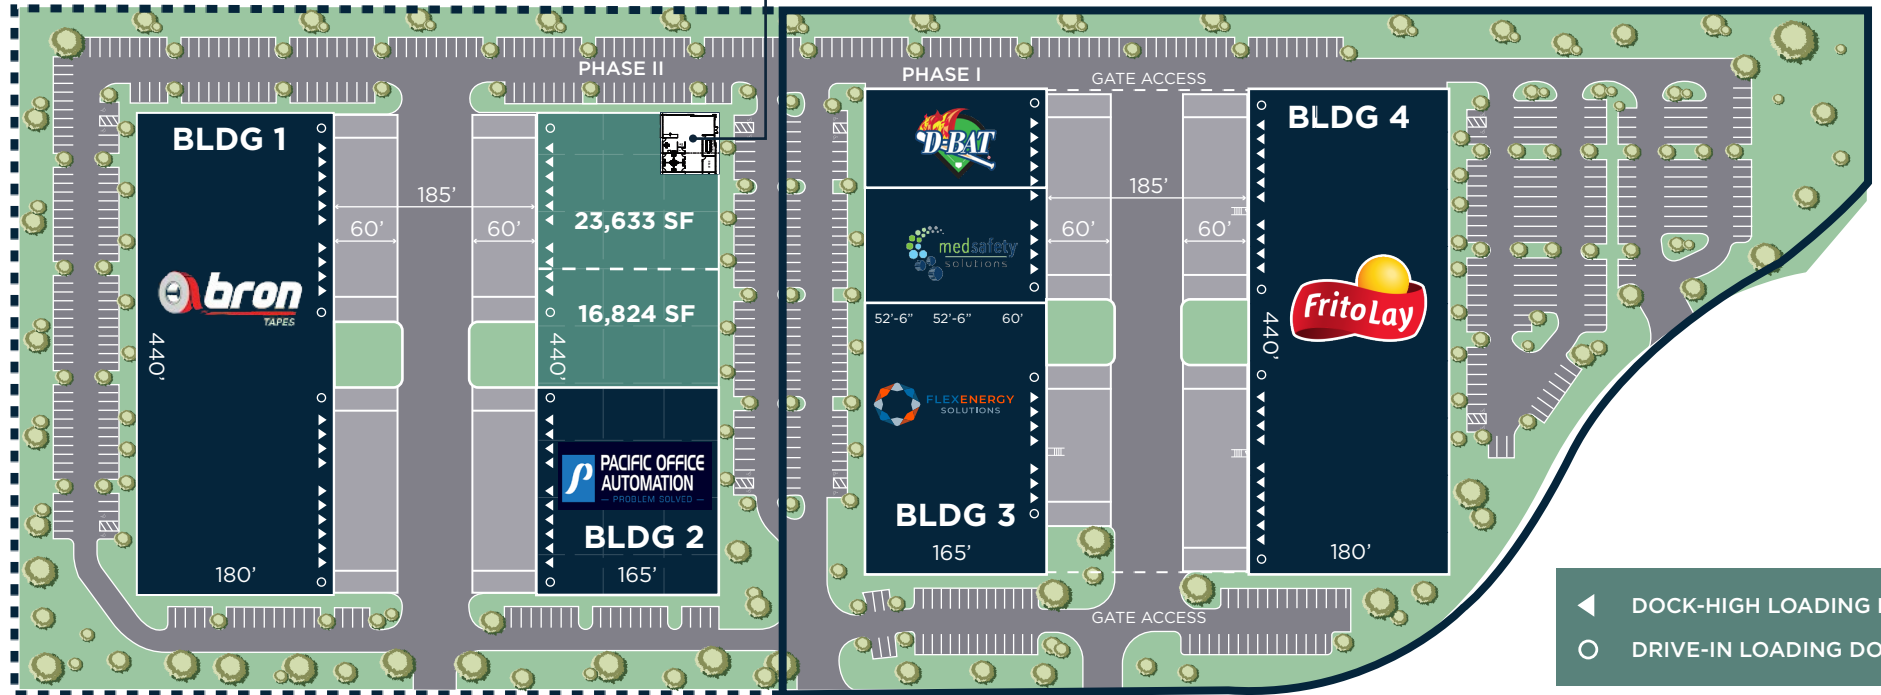 PHASE II
PHASE I
GATE ACCESS
BLDG 1
185'
60'
60'
440'
bron
TAPES
180'
23,633 SF
16,824 SF
440'
PACIFIC OFFICE
AUTOMATION
PROBLEM SOLVED
BLDG 2
165'
D-BAT
medsafety
solutions
52'-6" 52'-6" 60'
FLEXENERGY
SOLUTIONS
BLDG 3
165'
185'
60'
60'
BLDG 4
440'
FritoLay
180'
GATE ACCESS
DOCK-HIGH LOADING
DRIVE-IN LOADING